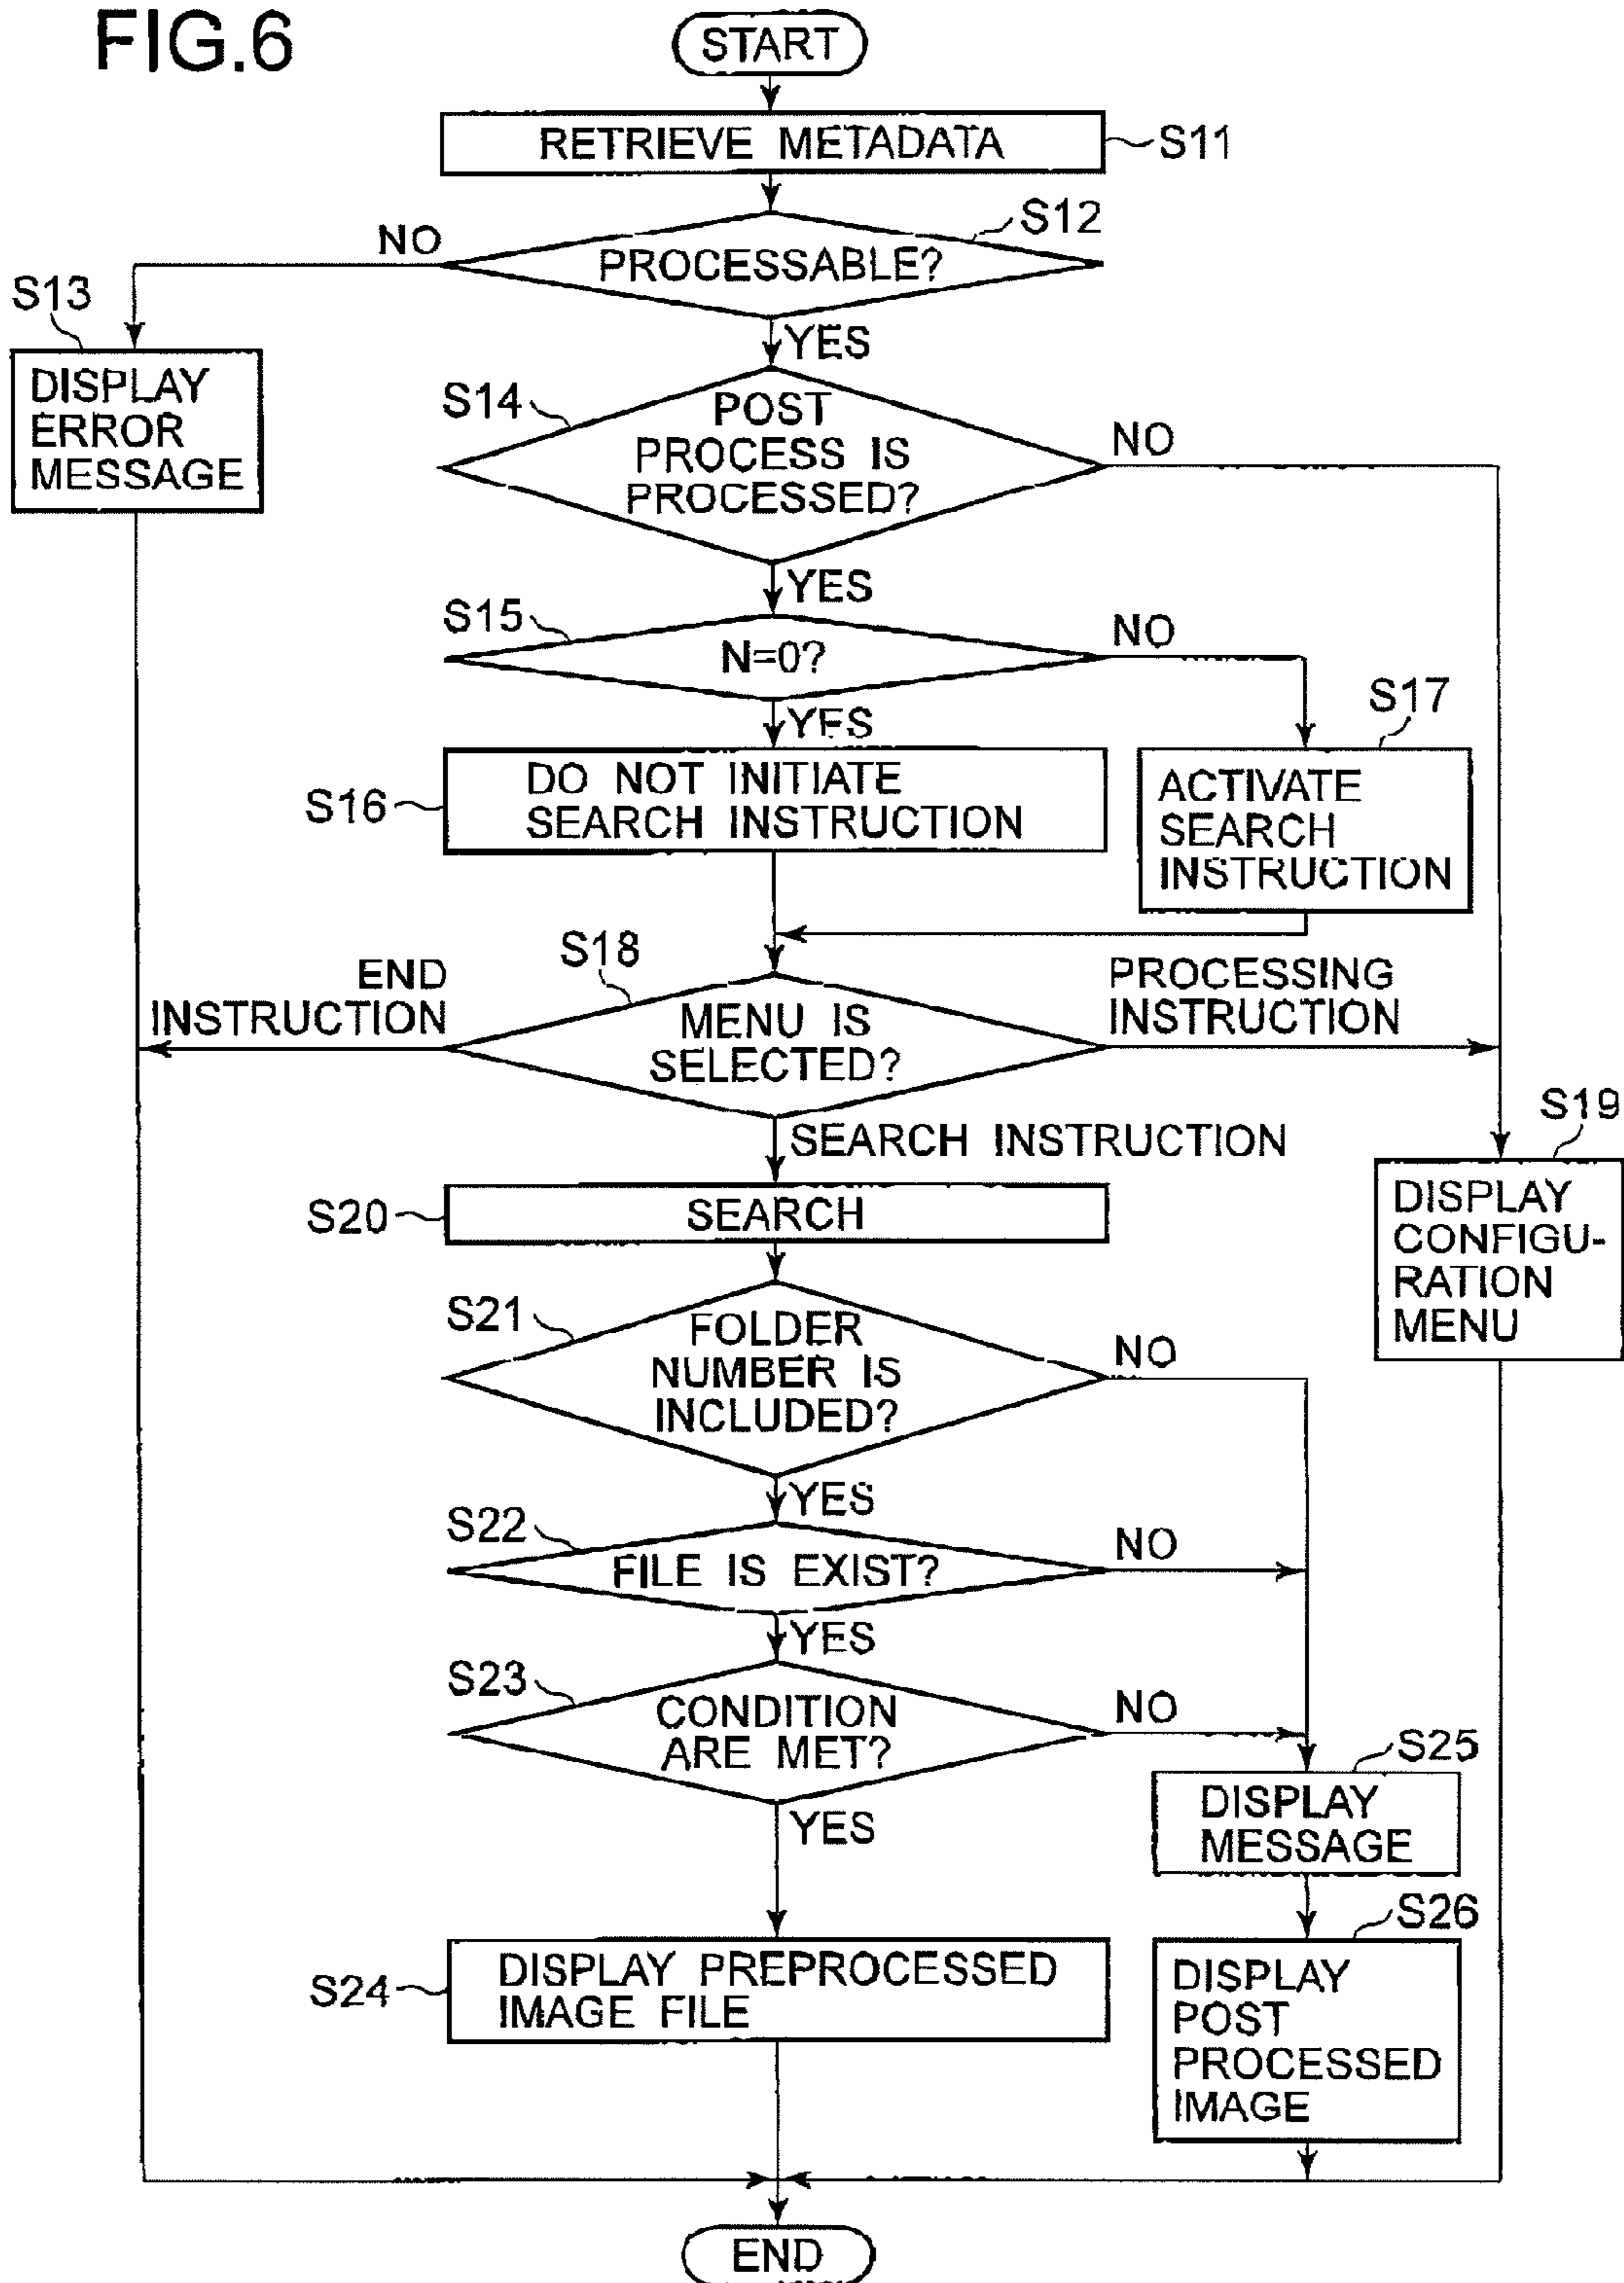 FIG.6
START
RETRIEVE METADATA
S11
S12
NO
PROCESSABLE?
S13
YES
DISPLAY
ERROR
MESSAGE
S14
POST
PROCESS IS
PROCESSED?
NO
YES
S15
N=0?
NO
YES
S17
S16
DO NOT INITIATE
SEARCH INSTRUCTION
ACTIVATE
SEARCH
INSTRUCTION
S18
END
INSTRUCTION
MENU IS
SELECTED?
PROCESSING
INSTRUCTION
SEARCH INSTRUCTION
S19
S20
SEARCH
DISPLAY
CONFIGU-
RATION
MENU
S21
FOLDER
NUMBER IS
INCLUDED?
NO
YES
S22
FILE IS EXIST?
NO
YES
S23
CONDITION
ARE MET?
NO
YES
S25
DISPLAY
MESSAGE
S26
S24
DISPLAY PREPROCESSED
IMAGE FILE
DISPLAY
POST
PROCESSED
IMAGE
END